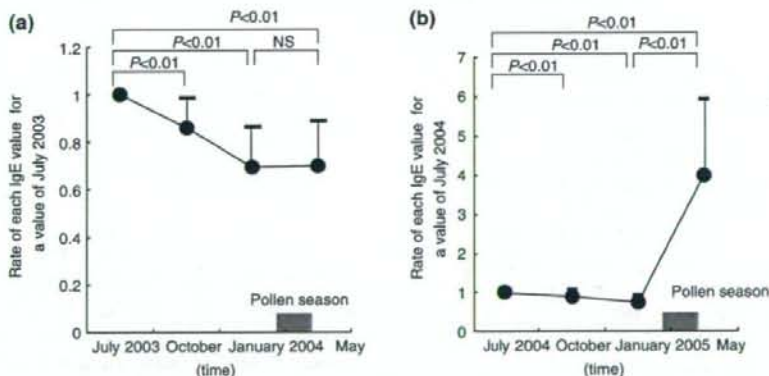 (a)
P<0.01
P<0.01
NS
P<0.01
1.2
1
0.8
0.6
0.4
0.2
0
Rate of each IgE value for
a value of July 2003
Pollen season
July 2003 October January 2004 May
(time)
(b)
P<0.01
P<0.01
P<0.01
P<0.01
7
6
5
4
3
2
1
0
Rate of each IgE value for
a value of July 2004
Pollen season
July 2004 October January 2005 May
(time)